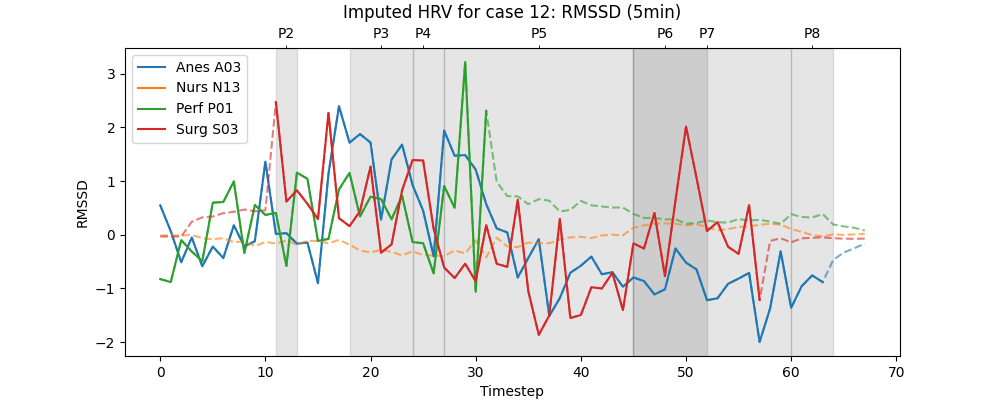 Imputed HRV for case 12: RMSSD (5min)
P2 P3 P4 P5 P6 P7 P8
Anes A03
Nurs N13
Perf P01
Surg S03
3
2
1
0
−1
−2
RMSSD
0 10 20 30 40 50 60 70
Timestep